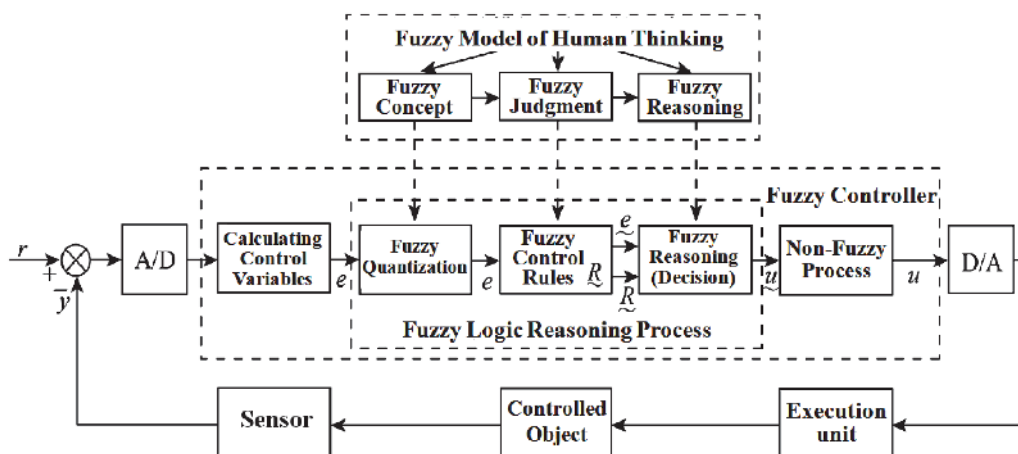 Fuzzy Model of Human Thinking
Fuzzy
Concept
Fuzzy
Judgment
Fuzzy
Reasoning
Fuzzy Controller
r
+
y̅
A/D
Calculating
Control
Variables
e
Fuzzy
Quantization
e
Fuzzy
Control
Rules
R̰
ḛ
R̰
Fuzzy
Reasoning
(Decision)
ṵ
Non-Fuzzy
Process
u
D/A
Fuzzy Logic Reasoning Process
Sensor
Controlled
Object
Execution
unit